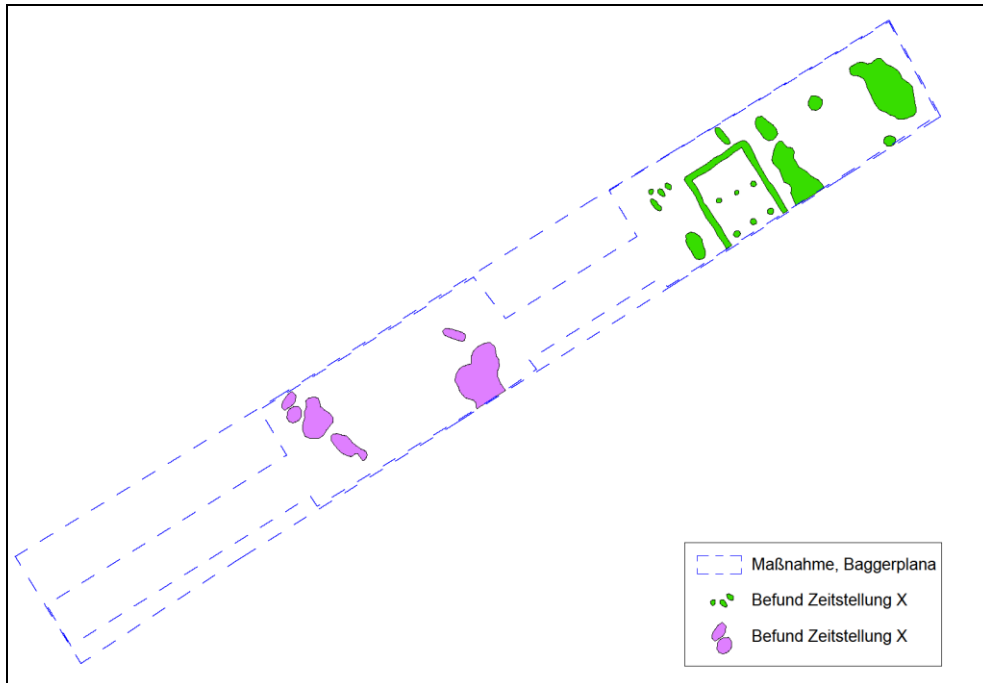 Maßnahme, Baggerplana
Befund Zeitstellung X
Befund Zeitstellung X